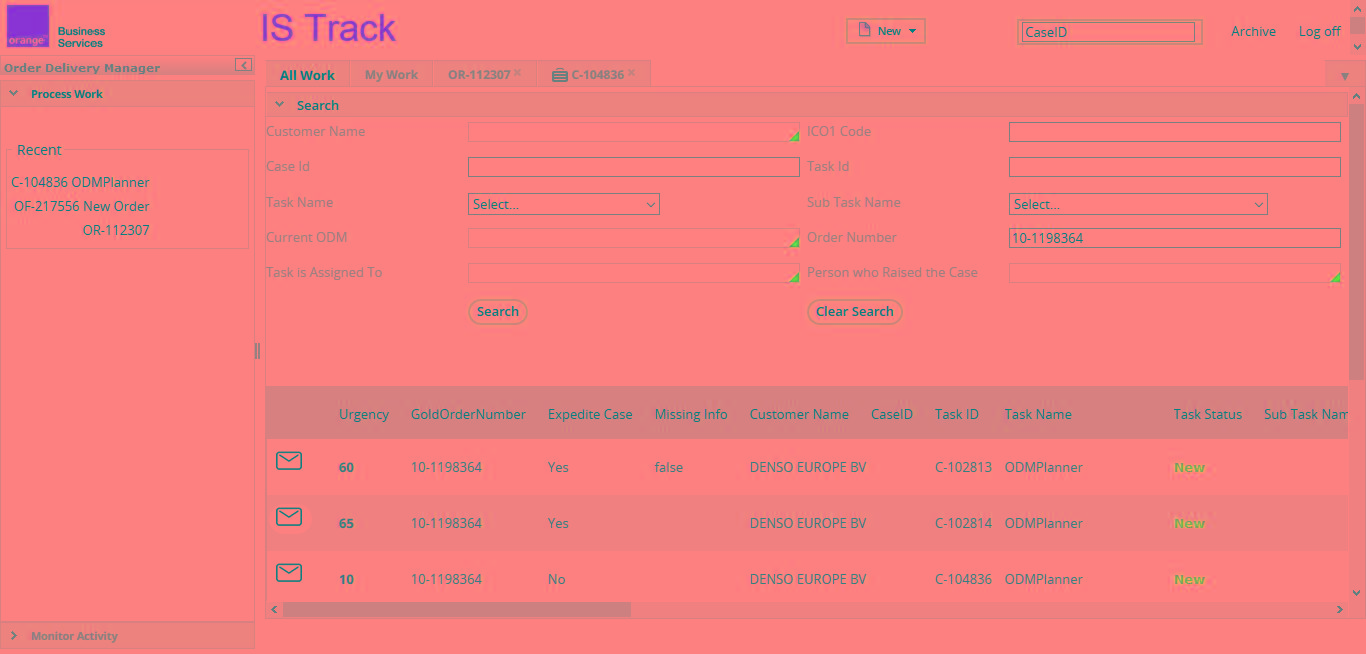 orange™
Business
Services
IS Track
New
CaseID
Archive
Log off
Order Delivery Manager
Process Work
Recent
C-104836 ODMPlanner
OF-217556 New Order
OR-112307
Monitor Activity
All Work
My Work
OR-112307 ×
C-104836 ×
Search
Customer Name
ICO1 Code
Case Id
Task Id
Task Name Select...
Sub Task Name Select...
Current ODM
Order Number 10-1198364
Task is Assigned To
Person who Raised the Case
Search
Clear Search
Urgency GoldOrderNumber Expedite Case Missing Info Customer Name CaseID Task ID Task Name Task Status Sub Task Nam
60 10-1198364 Yes false DENSO EUROPE BV C-102813 ODMPlanner New
65 10-1198364 Yes DENSO EUROPE BV C-102814 ODMPlanner New
10 10-1198364 No DENSO EUROPE BV C-104836 ODMPlanner New